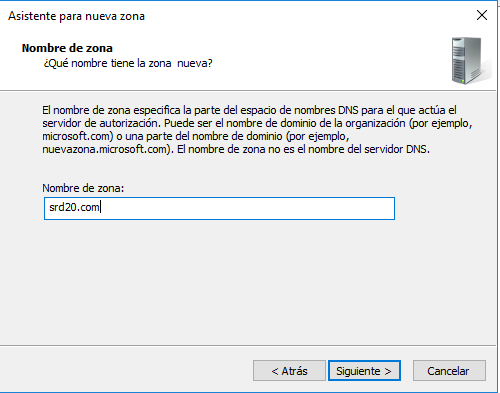 Asistente para nueva zona
Nombre de zona
¿Qué nombre tiene la zona nueva?
El nombre de zona especifica la parte del espacio de nombres DNS para el que actúa el
servidor de autorización. Puede ser el nombre de dominio de la organización (por ejemplo,
microsoft.com) o una parte del nombre de dominio (por ejemplo,
nuevazona.microsoft.com). El nombre de zona no es el nombre del servidor DNS.
Nombre de zona:
srd20.com
< Atrás
Siguiente >
Cancelar